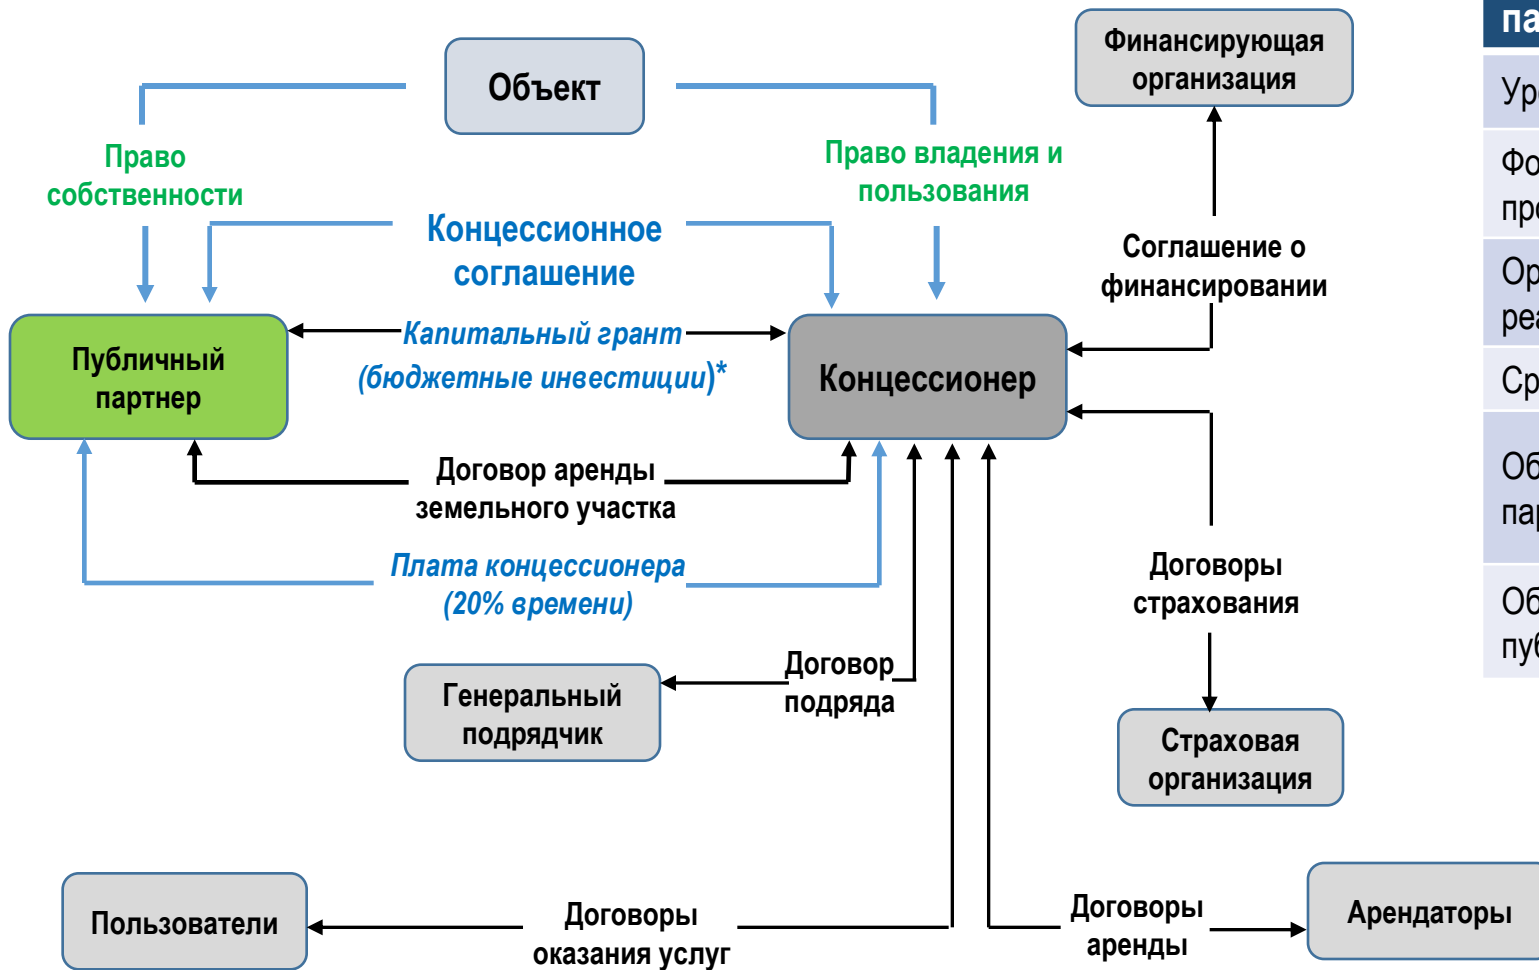 Финансирующая
организация
Объект
Право
собственности
Право владения и
пользования
Концессионное
соглашение
Соглашение о
финансировании
Капитальный грант
(бюджетные инвестиции)*
Публичный
партнер
Концессионер
Договор аренды
земельного участка
Плата концессионера
(20% времени)
Договоры
страхования
Договор
подряда
Генеральный
подрядчик
Страховая
организация
Пользователи
Договоры
оказания услуг
Договоры
аренды
Арендаторы